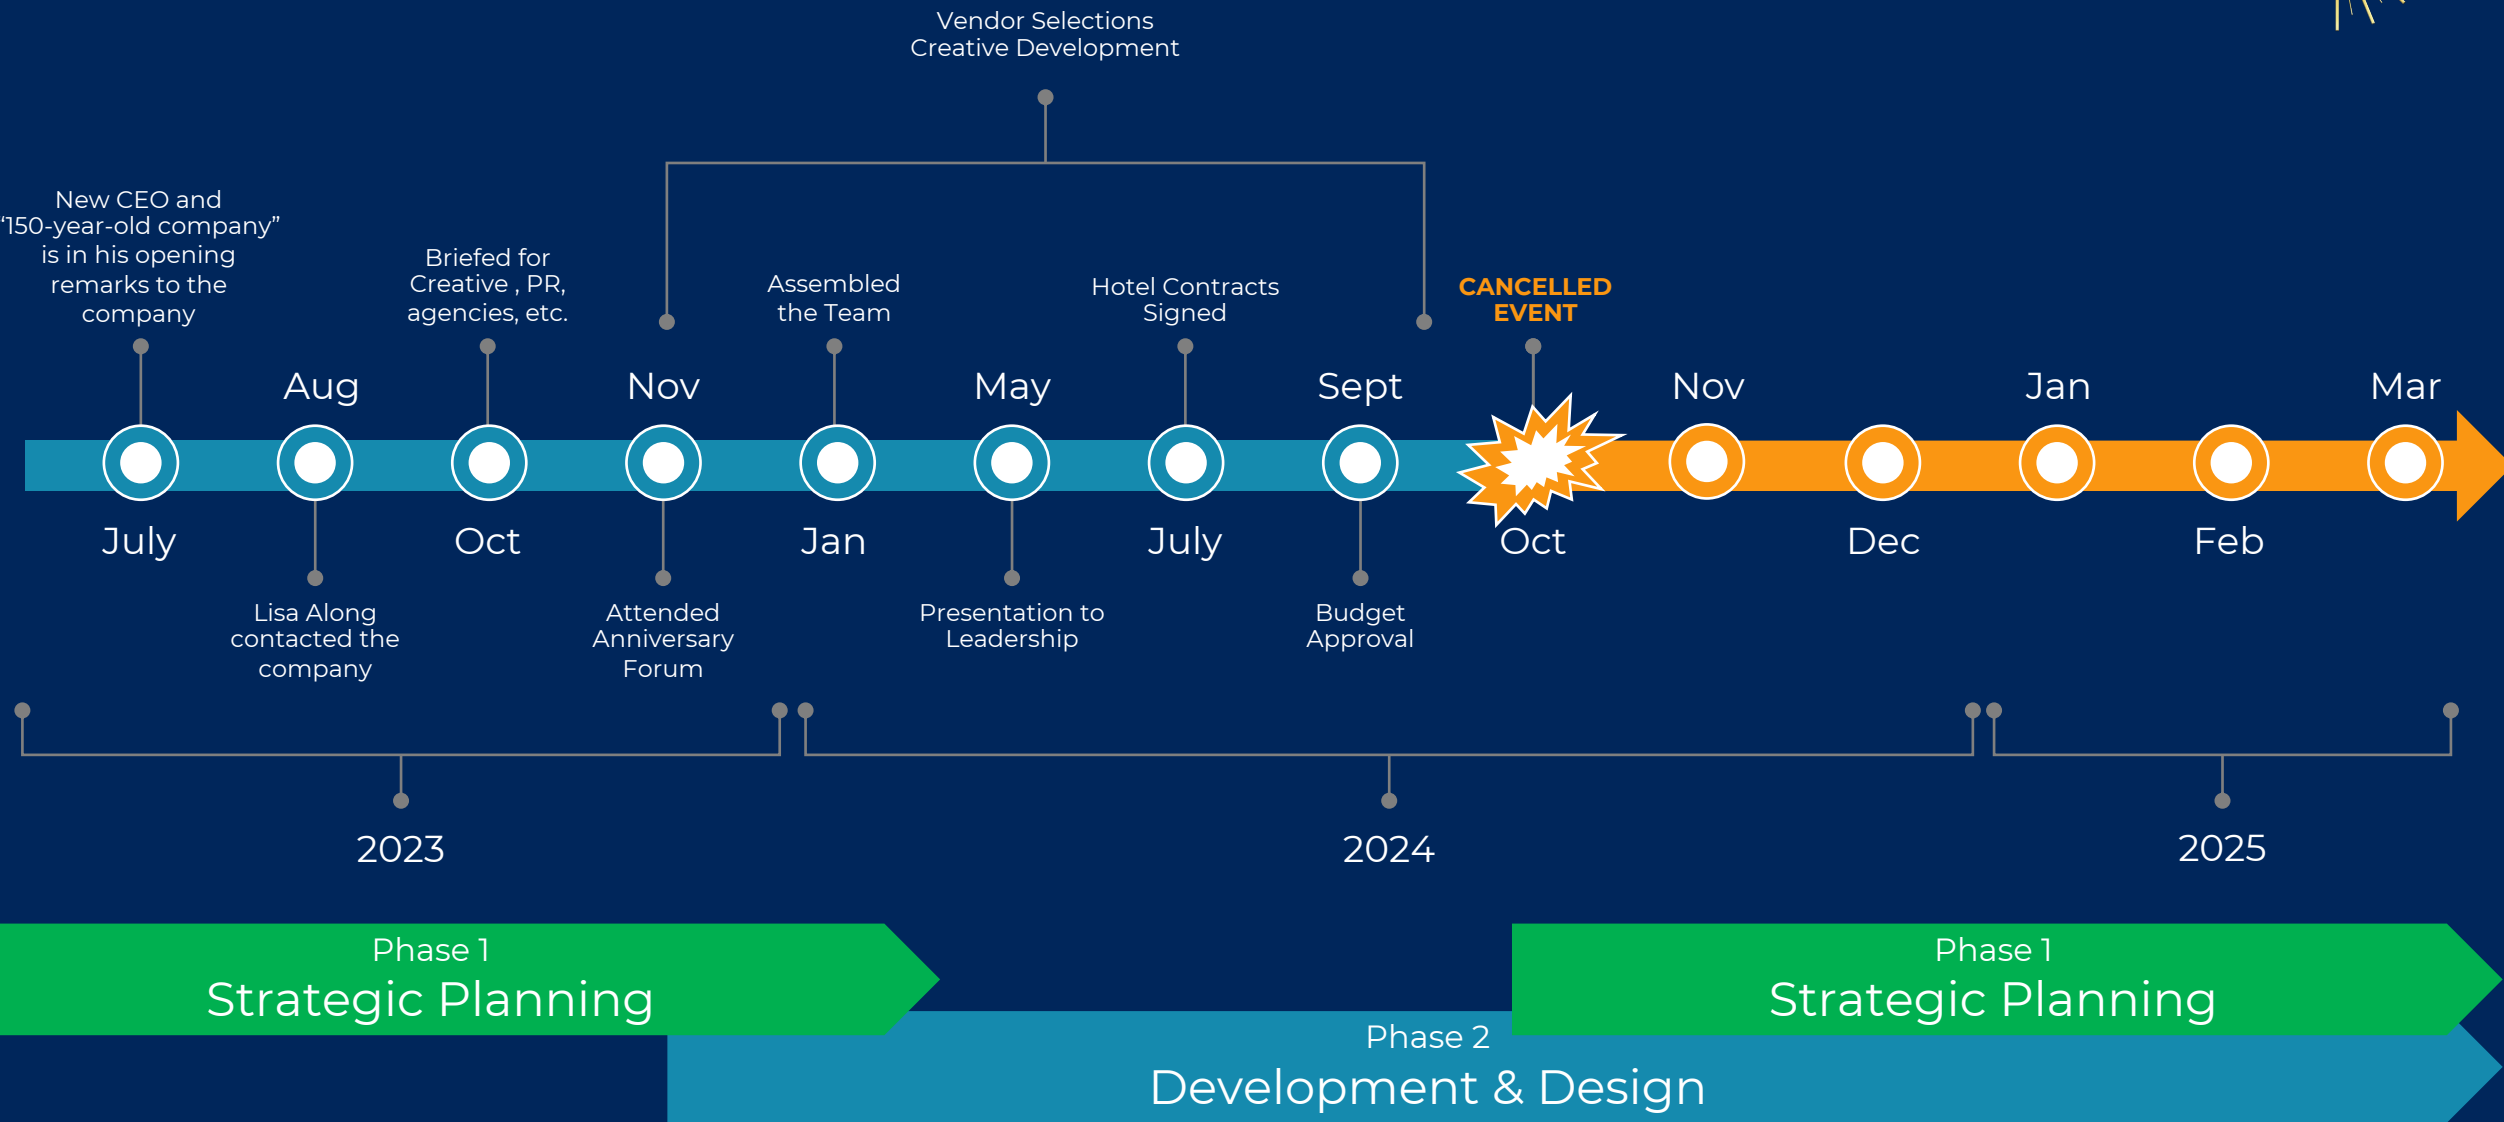 Vendor Selections
Creative Development
New CEO and
“150-year-old company”
is in his opening
remarks to the
company
Briefed for
Creative , PR,
agencies, etc.
Assembled
the Team
Hotel Contracts
Signed
CANCELLED
EVENT
Aug
Nov
May
Sept
Nov
Jan
Mar
July
Oct
Jan
July
Oct
Dec
Feb
Lisa Along
contacted the
company
Attended
Anniversary
Forum
Presentation to
Leadership
Budget
Approval
2023
2024
2025
Phase 1
Strategic Planning
Phase 1
Strategic Planning
Phase 2
Development & Design